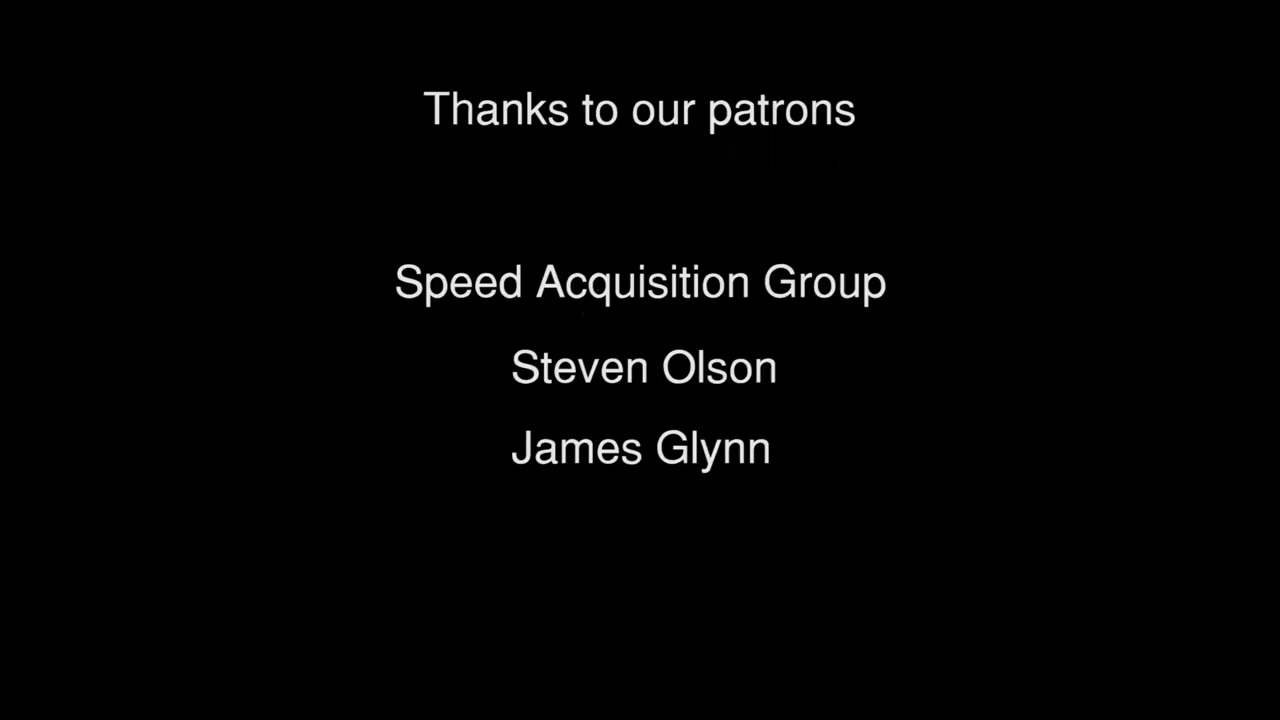 Thanks to our patrons
Speed Acquisition Group
Steven Olson
James Glynn